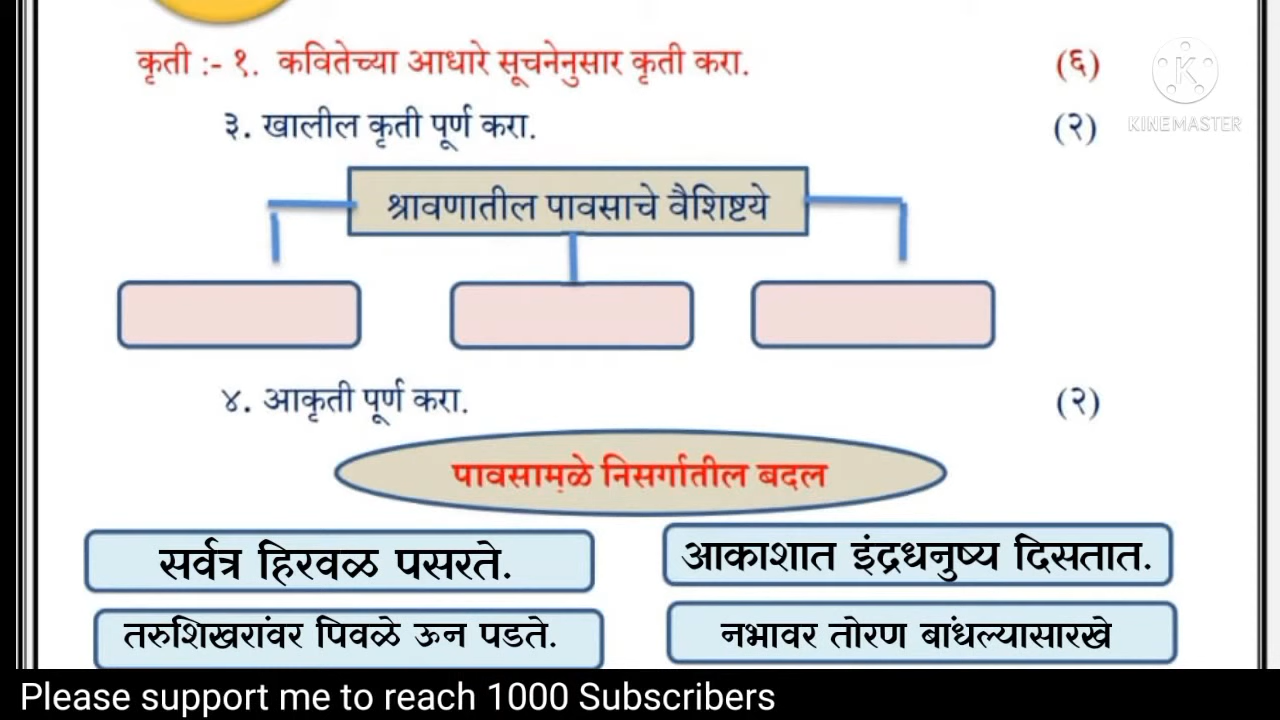 कृती :- १. कवितेच्या आधारे सूचनेनुसार कृती करा. (६)
KINEMASTER
३. खालील कृती पूर्ण करा. (२)
श्रावणातील पावसाचे वैशिष्टये
४. आकृती पूर्ण करा. (२)
पावसामुळे निसर्गातील बदल
सर्वत्र हिरवळ पसरते. आकाशात इंद्रधनुष्य दिसतात.
तरुशिखरांवर पिवळे ऊन पडते. नभावर तोरण बांधल्यासारखे
Please support me to reach 1000 Subscribers